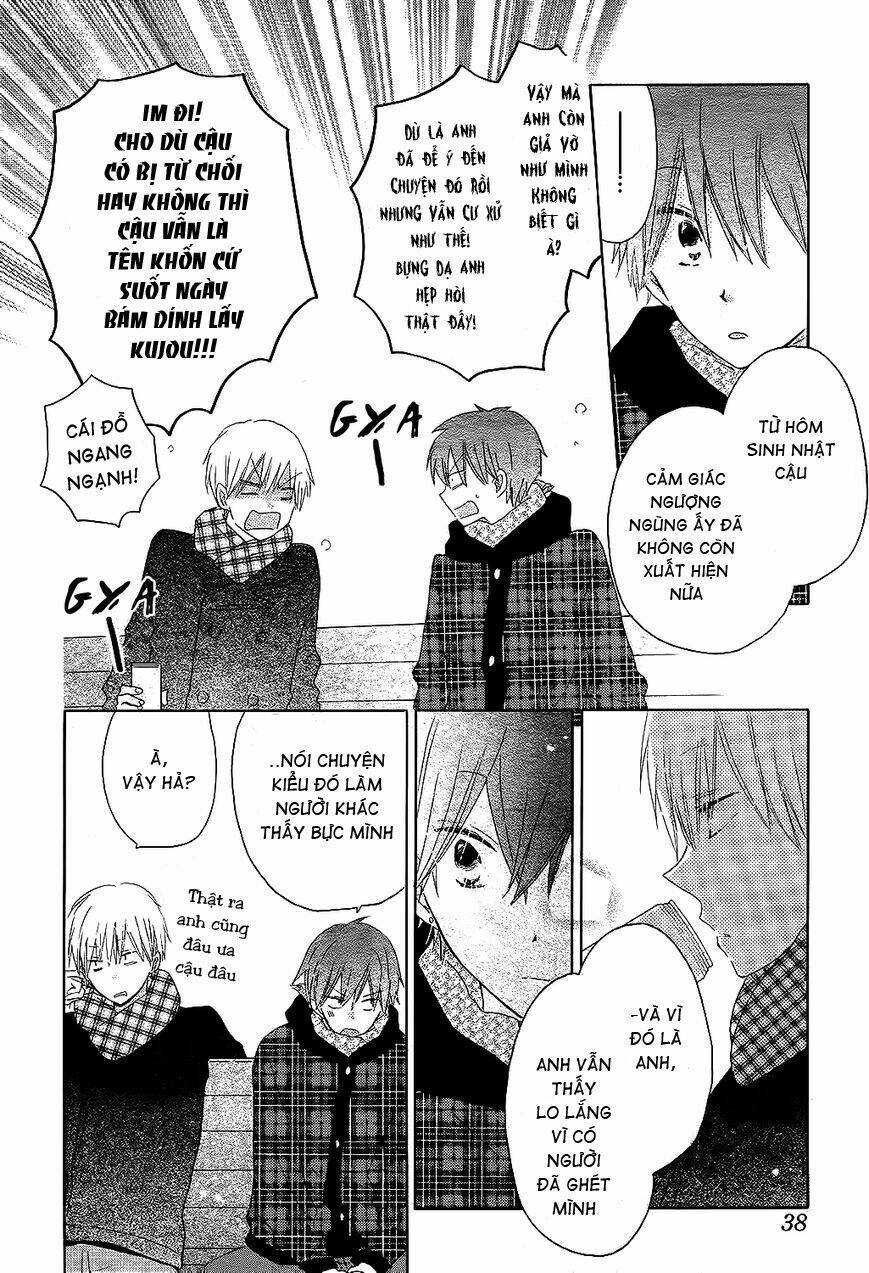 ......
TỪ HÔM
SINH NHẬT
CẬU
CẢM GIÁC
NGƯỢNG
NGÙNG ẤY ĐÃ
KHÔNG CÒN
XUẤT HIỆN
NỮA
VẬY MÀ
ANH CÒN
GIẢ VỜ
NHƯ MÌNH
KHÔNG
BIẾT GÌ
À?
DÙ LÀ ANH
ĐÃ ĐỂ Ý ĐẾN
CHUYỆN ĐÓ RỒI
NHƯNG VẪN CƯ XỬ
NHƯ THẾ!
BỤNG DẠ ANH
HẸP HÒI
THẬT ĐẤY!
IM ĐI!
CHO DÙ CẬU
CÓ BỊ TỪ CHỐI
HAY KHÔNG THÌ
CẬU VẪN LÀ
TÊN KHỐN CỨ
SUỐT NGÀY
BÁM DÍNH LẤY
KUJOU!!!
GYA
CÁI ĐỒ
NGANG
NGẠNH!
GYA
-VÀ VÌ
ĐÓ LÀ
ANH,
ANH VẪN
THẤY
LO LẮNG
VÌ CÓ
NGƯỜI
ĐÃ GHÉT
MÌNH
..NÓI CHUYỆN
KIỂU ĐÓ LÀM
NGƯỜI KHÁC
THẤY BỰC MÌNH
À,
VẬY HẢ?
Thật ra
anh cũng
đâu ưa
cậu đâu
38